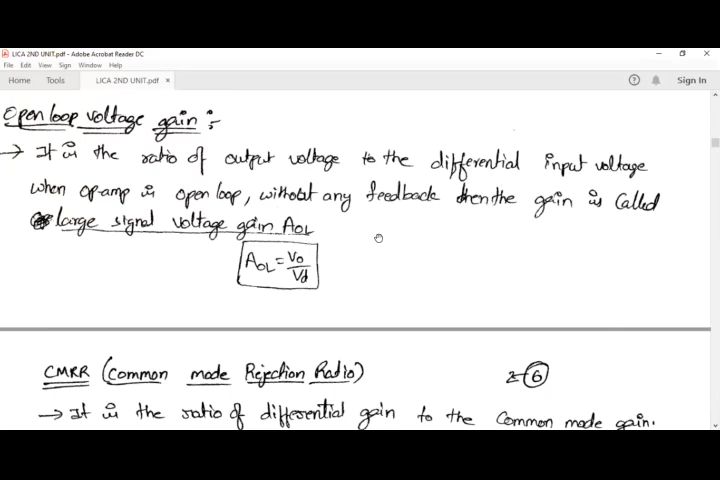 LICA 2ND UNIT.pdf - Adobe Acrobat Reader DC
File Edit View Sign Window Help
Home Tools LICA 2ND UNIT.pdf × Sign In
Open loop voltage gain :-
→ It is the ratio of output voltage to the differential input voltage
when op-amp is open loop, without any feedback then the gain is called
large signal voltage gain AOL
AOL = Vo/Vd
CMRR (Common mode Rejection Ratio) 2-6
→ It is the ratio of differential gain to the Common mode gain.